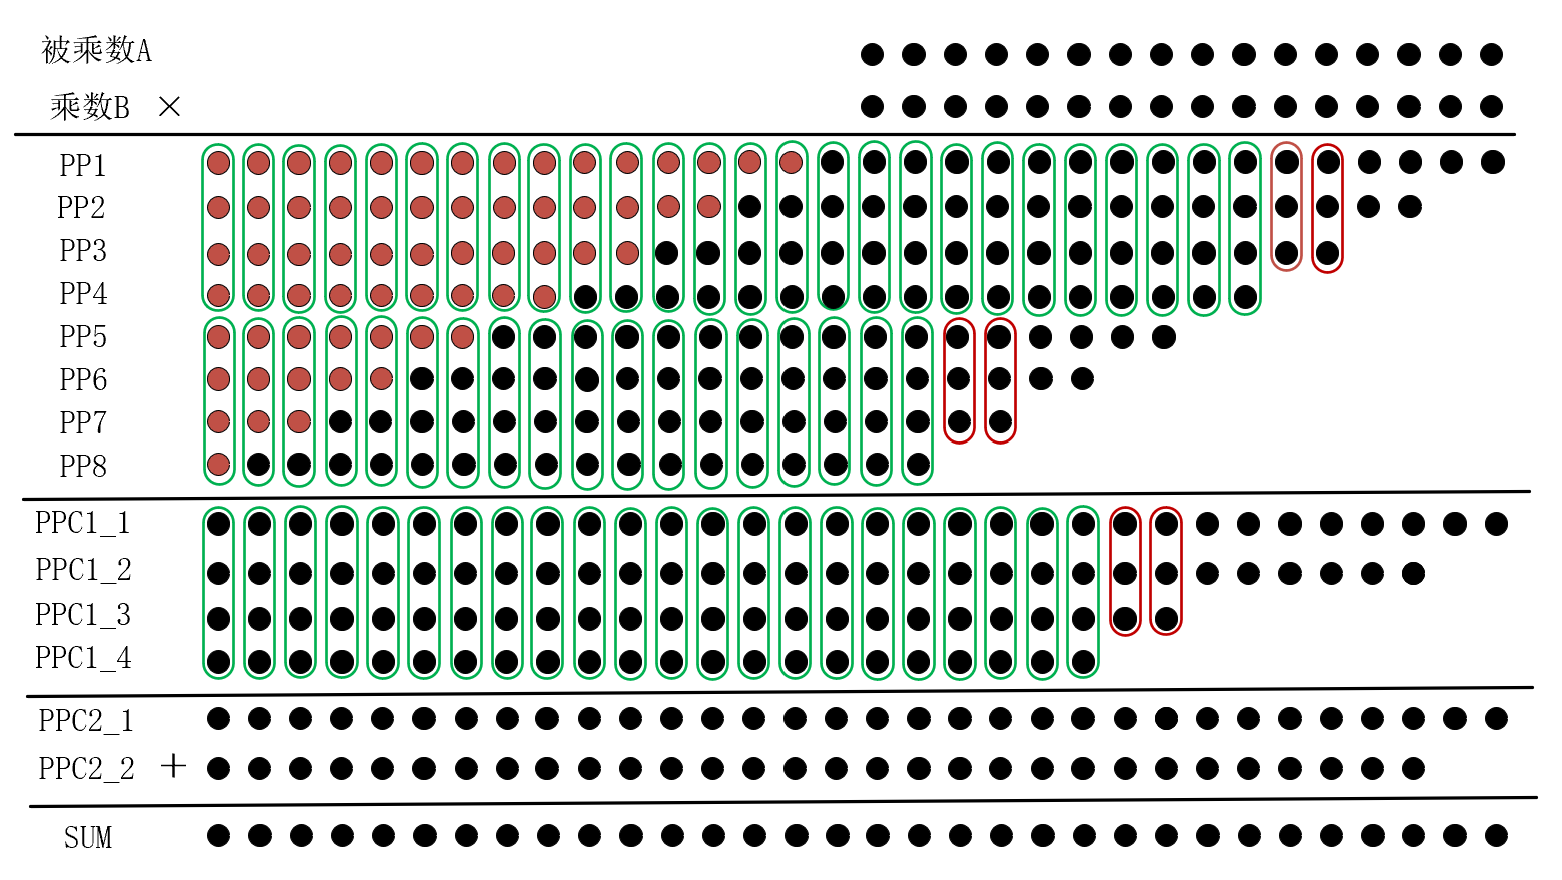 被乘数A
乘数B ×
PP1
PP2
PP3
PP4
PP5
PP6
PP7
PP8
PPC1_1
PPC1_2
PPC1_3
PPC1_4
PPC2_1
PPC2_2 +
SUM